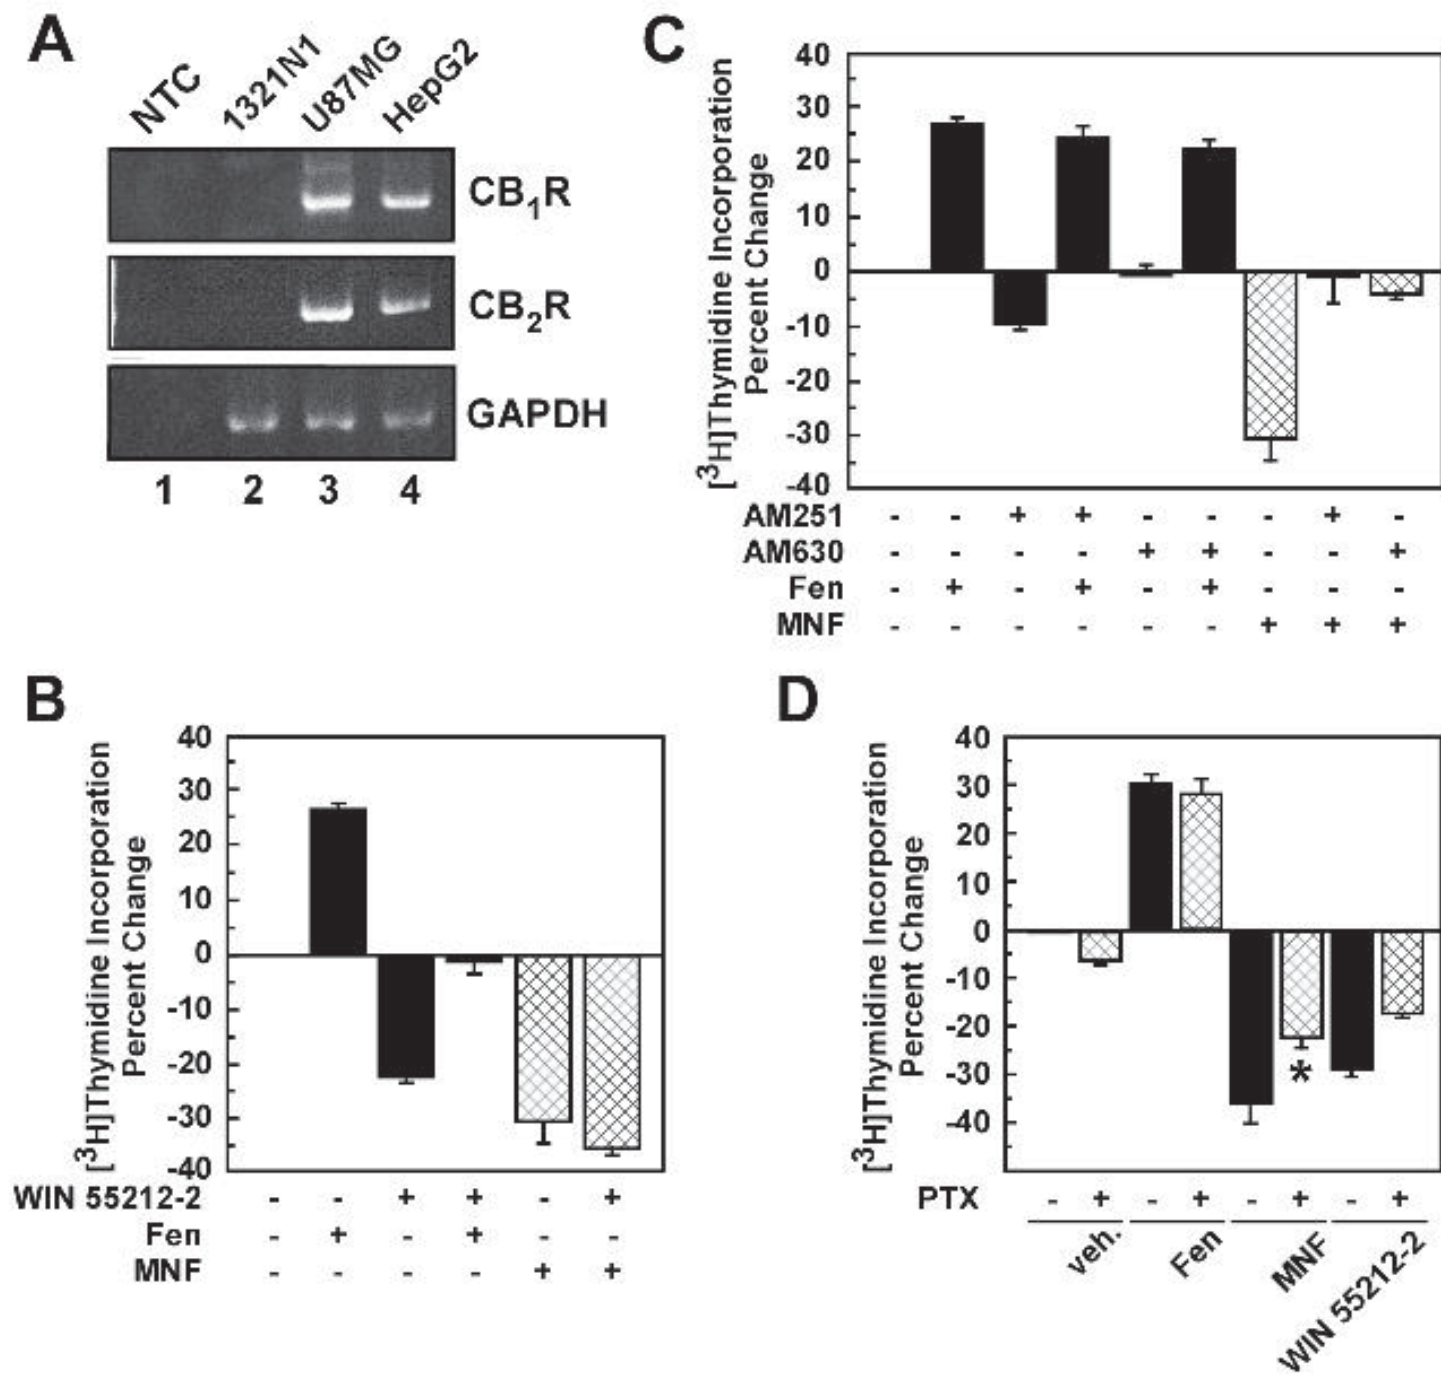 A
NTC 1321N1 U87MG HepG2
CB1R
CB2R
GAPDH
1 2 3 4
C
[3H]Thymidine Incorporation
Percent Change
40
30
20
10
0
-10
-20
-30
-40
AM251 - - + + - - - + -
AM630 - - - - + + - - +
Fen - + - + - + - - -
MNF - - - - - - + + +
B
[3H]Thymidine Incorporation
Percent Change
40
30
20
10
0
-10
-20
-30
-40
WIN 55212-2 - - + + - +
Fen - + - + - -
MNF - - - - + +
D
[3H]Thymidine Incorporation
Percent Change
40
30
20
10
0
-10
-20
-30
-40
*
PTX - + - + - + - +
veh. Fen MNF WIN 55212-2